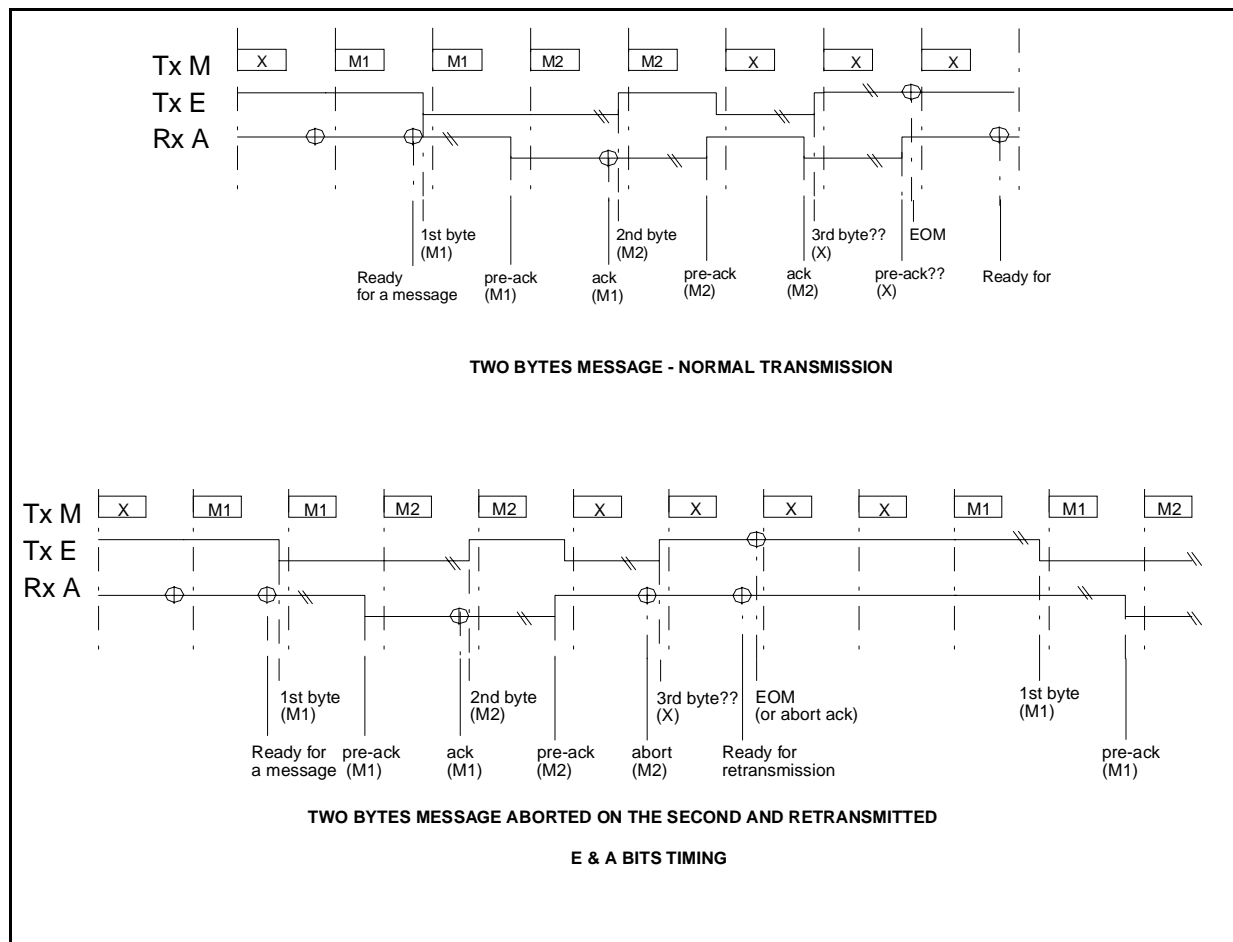 Tx M X M1 M1 M2 M2 X X X
Tx E
Rx A
1st byte (M1)
2nd byte (M2)
3rd byte?? (X)
EOM
Ready for a message
pre-ack (M1)
ack (M1)
pre-ack (M2)
ack (M2)
pre-ack?? (X)
Ready for
TWO BYTES MESSAGE - NORMAL TRANSMISSION
Tx M X M1 M1 M2 M2 X X X X M1 M1 M2
Tx E
Rx A
1st byte (M1)
2nd byte (M2)
3rd byte?? (X)
EOM (or abort ack)
1st byte (M1)
Ready for a message
pre-ack (M1)
ack (M1)
pre-ack (M2)
abort (M2)
Ready for retransmission
pre-ack (M1)
TWO BYTES MESSAGE ABORTED ON THE SECOND AND RETRANSMITTED
E & A BITS TIMING